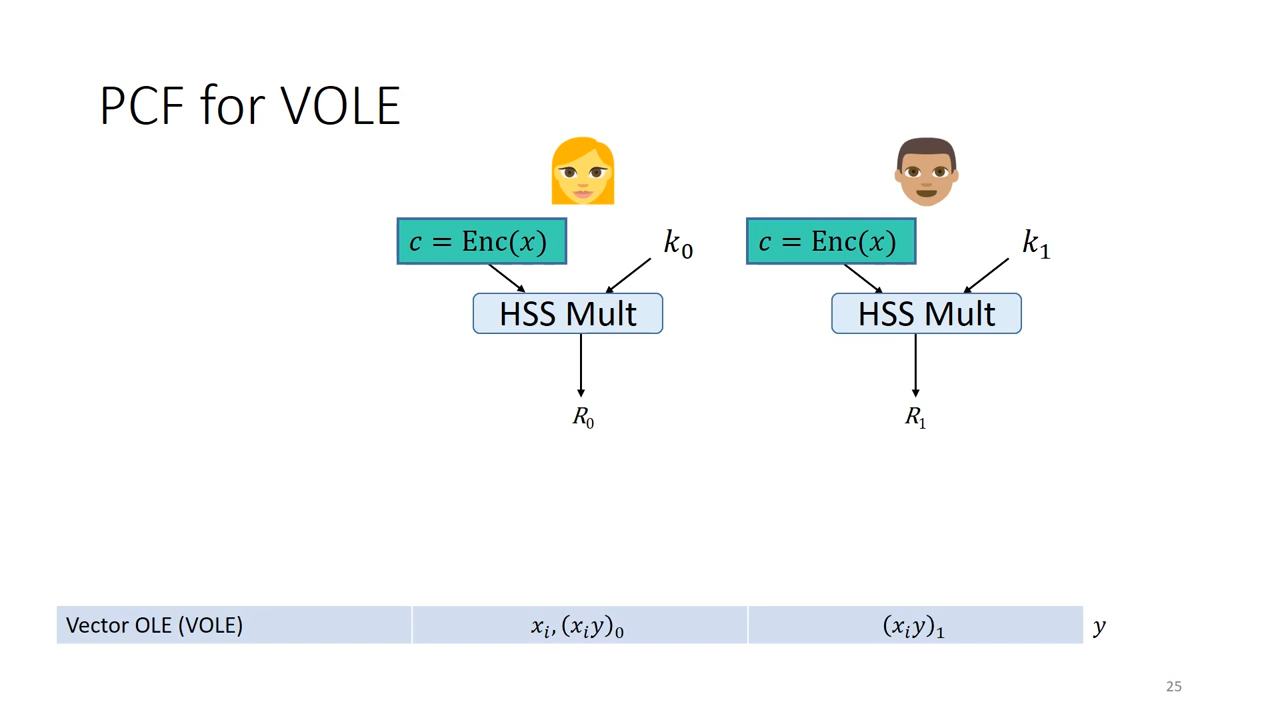 PCF for VOLE
c = Enc(x)
k₀
c = Enc(x)
k₁
HSS Mult
HSS Mult
R₀
R₁
Vector OLE (VOLE)
xᵢ, (xᵢy)₀
(xᵢy)₁
y
25